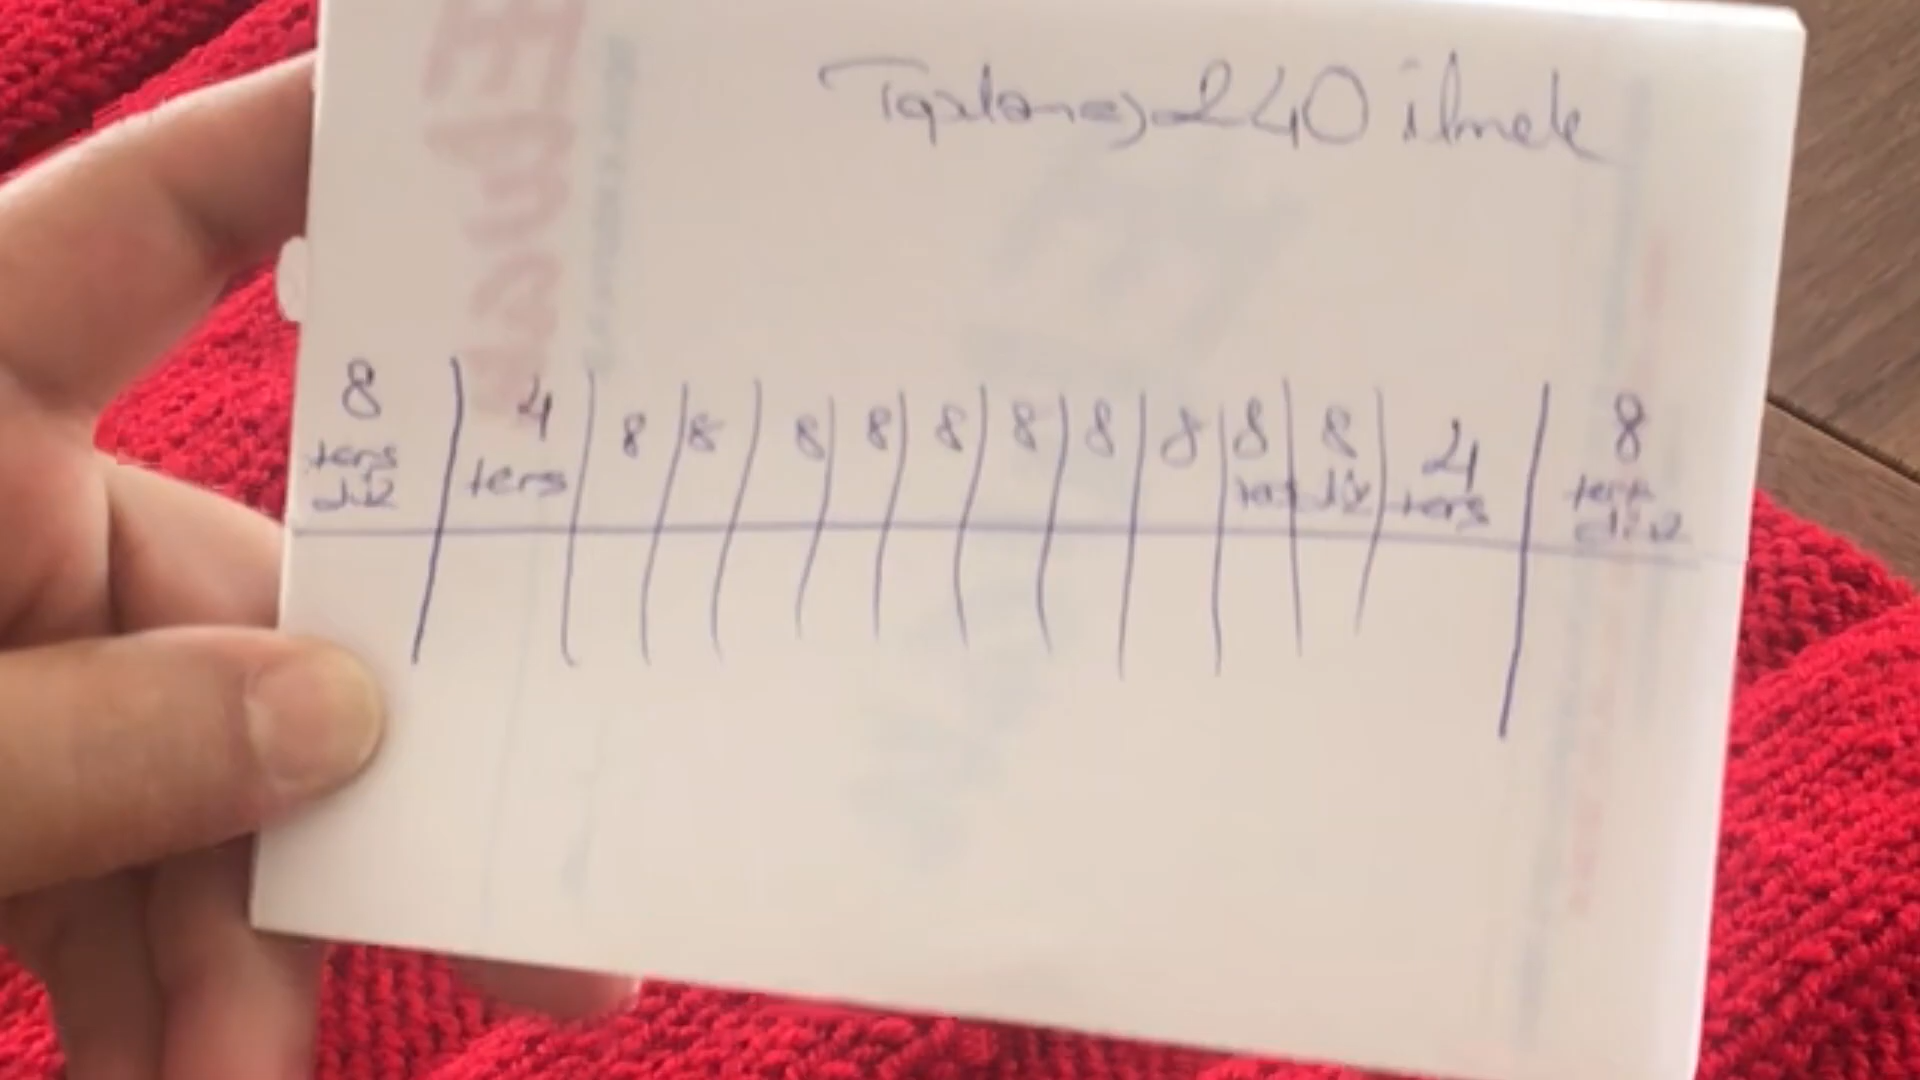 240 ilmek
8 4 8 8 8 8 8 8 8 8 8 8 4 8
ters ters düz ters ters
düz düz